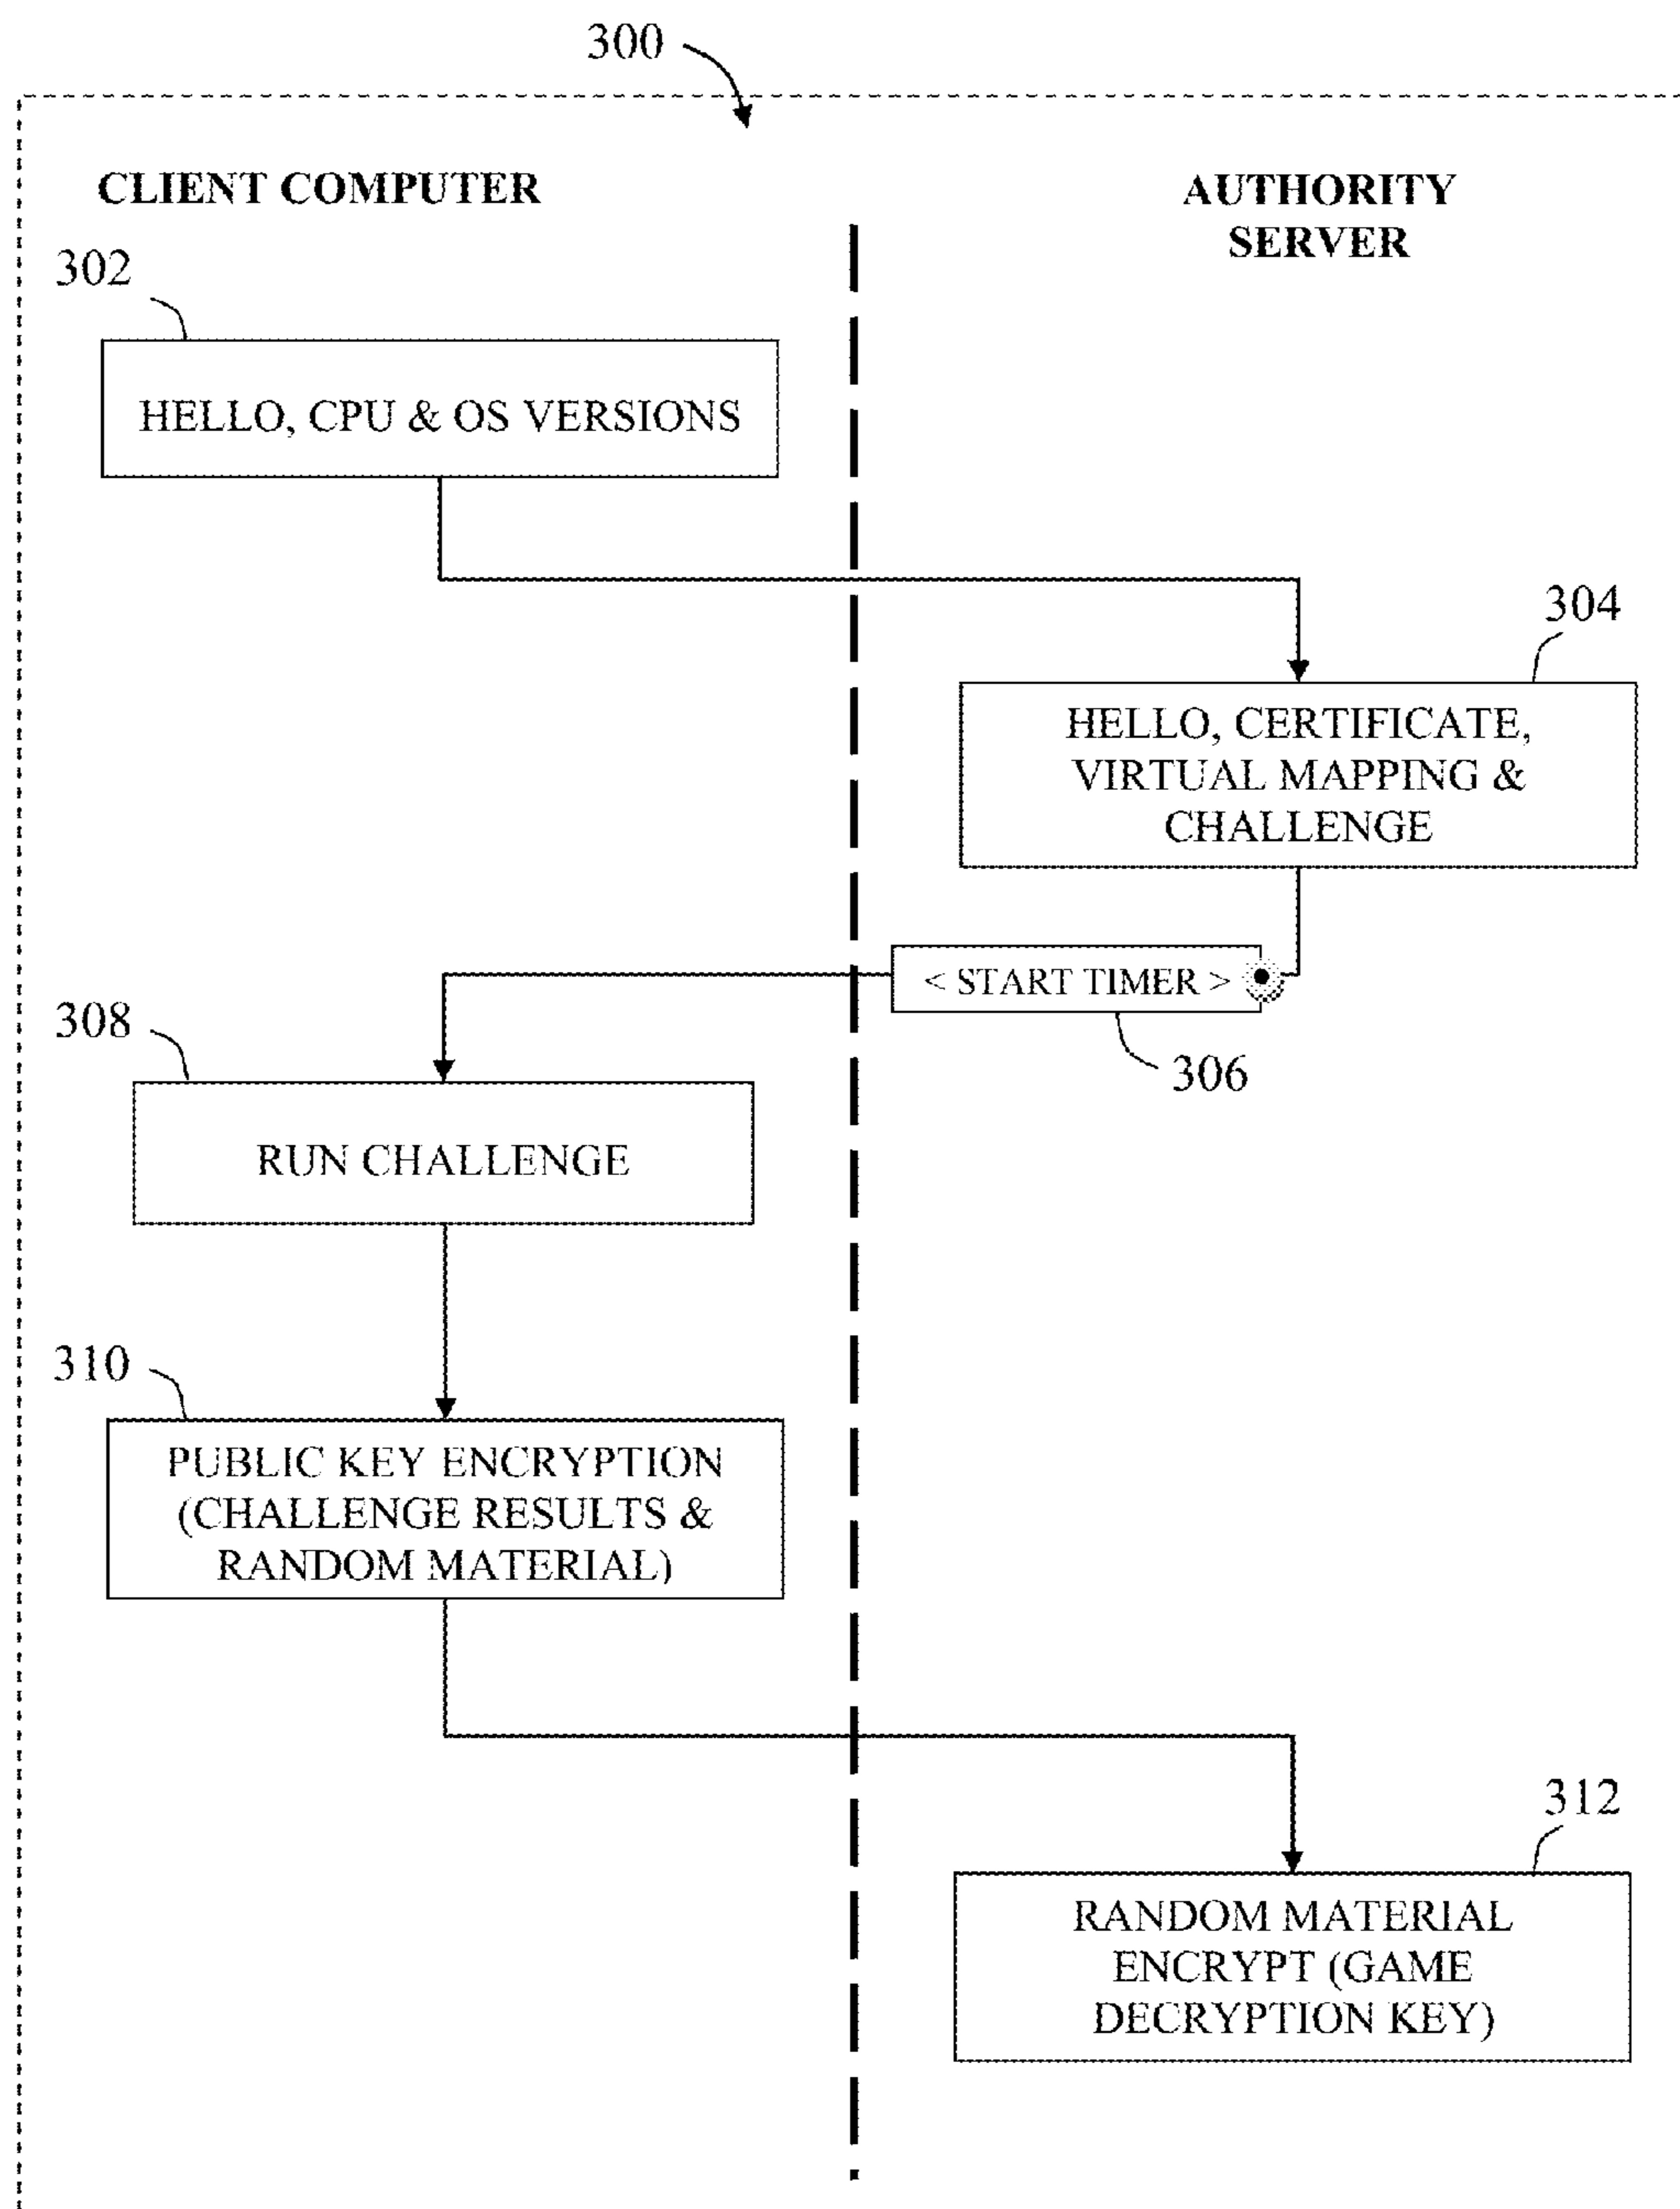 300
CLIENT COMPUTER
AUTHORITY
SERVER
302
HELLO, CPU & OS VERSIONS
304
HELLO, CERTIFICATE,
VIRTUAL MAPPING &
CHALLENGE
< START TIMER >
306
308
RUN CHALLENGE
310
PUBLIC KEY ENCRYPTION
(CHALLENGE RESULTS &
RANDOM MATERIAL)
312
RANDOM MATERIAL
ENCRYPT (GAME
DECRYPTION KEY)